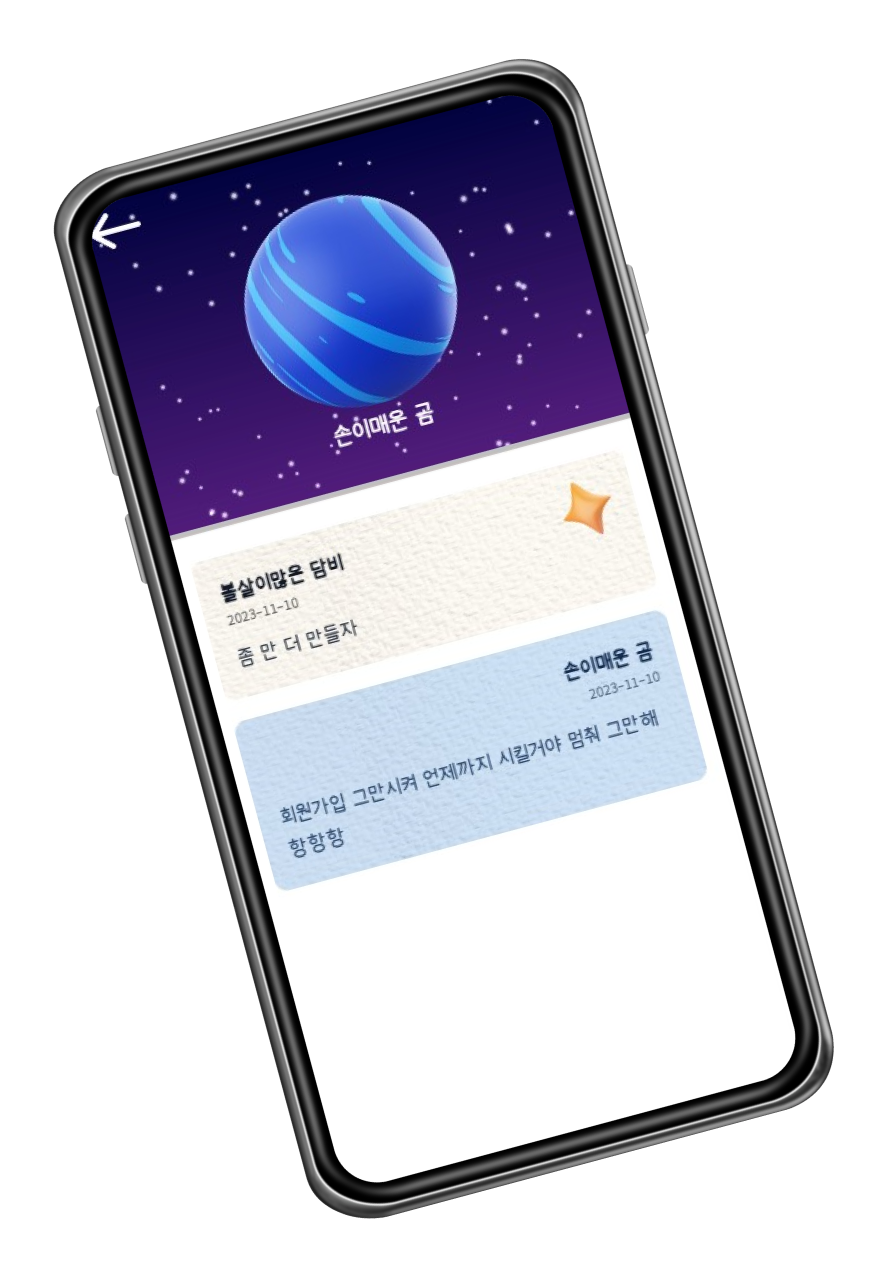 손이매운 곰
볼살이많은 담비
2023-11-10
좀 만 더 만들자
손이매운 곰
2023-11-10
회원가입 그만시켜 언제까지 시킬거야 멈춰 그만해
항항항